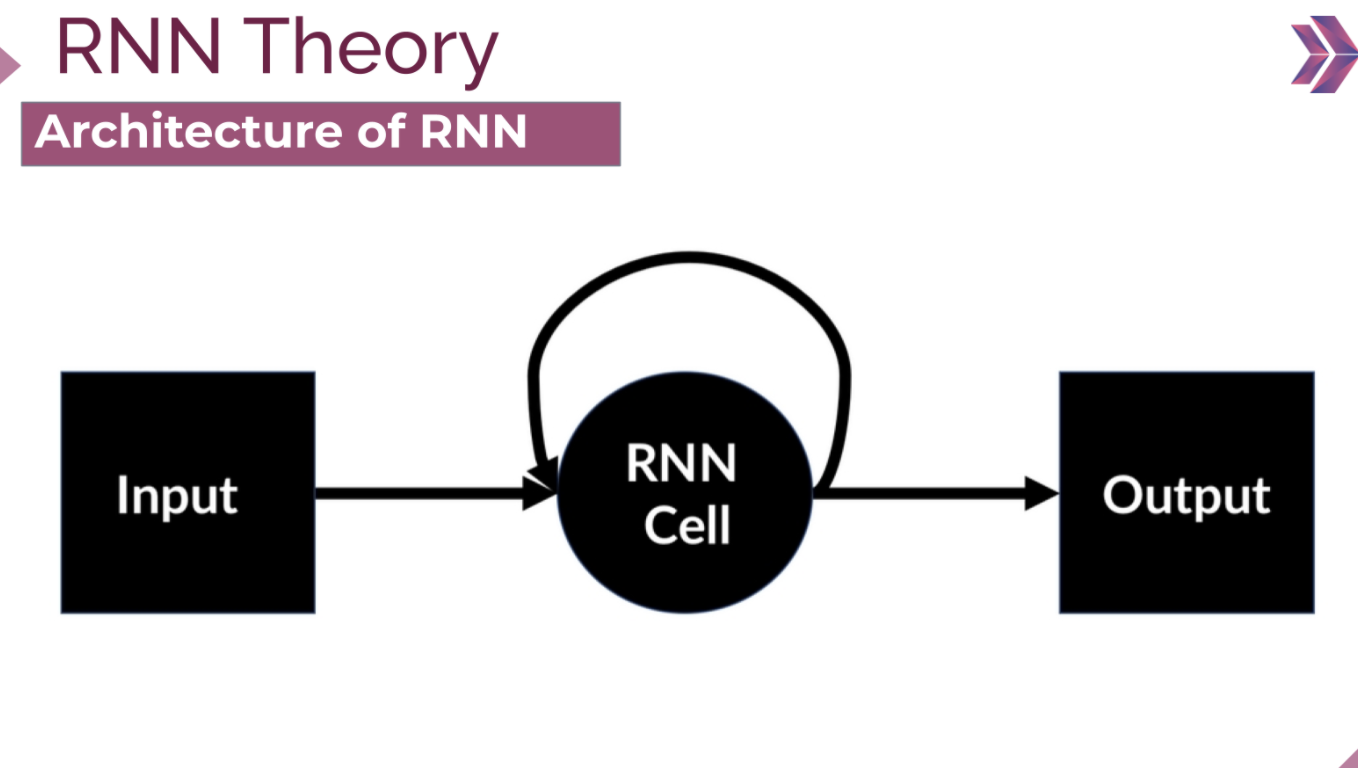 RNN Theory
Architecture of RNN
Input
RNN
Cell
Output